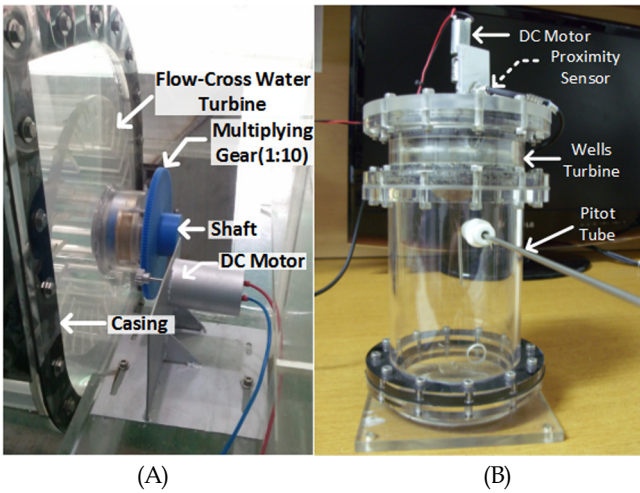 Flow-Cross Water
Turbine
Multiplying
Gear(1:10)
Shaft
DC Motor
Casing
(A)
DC Motor
Proximity
Sensor
Wells
Turbine
Pitot
Tube
(B)